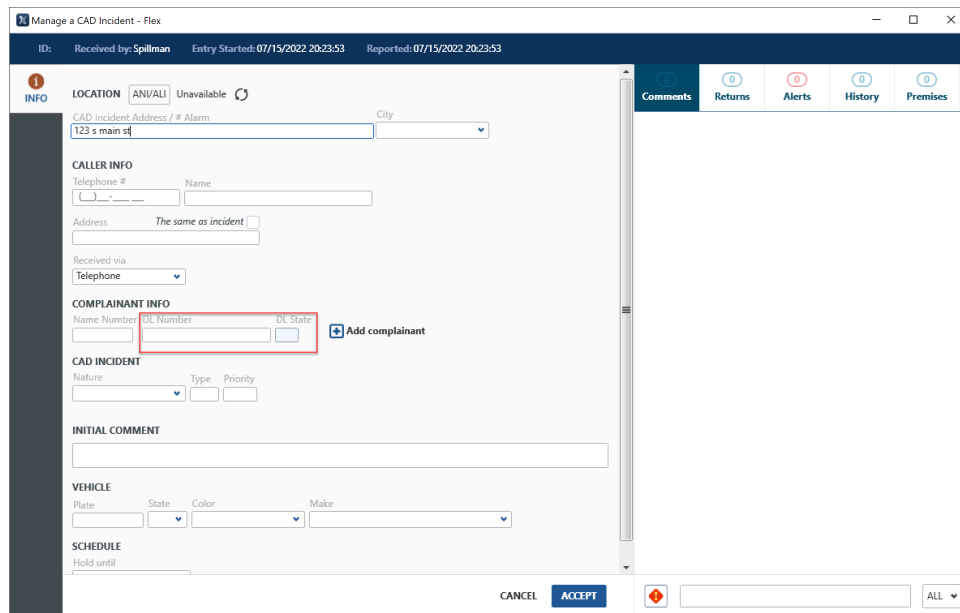 Manage a CAD Incident - Flex
ID: Received by: Spillman Entry Started: 07/15/2022 20:23:53 Reported: 07/15/2022 20:23:53
INFO
LOCATION ANI/ALI Unavailable
CAD Incident Address / # Alarm City
123 s main st
CALLER INFO
Telephone # Name
(__)__-____ ___
Address The same as incident
Received via
Telephone
COMPLAINANT INFO
Name Number DL Number DL State
Add complainant
CAD INCIDENT
Nature Type Priority
INITIAL COMMENT
VEHICLE
Plate State Color Make
SCHEDULE
Hold until
CANCEL ACCEPT
0 0 0 0 0
Comments Returns Alerts History Premises
ALL